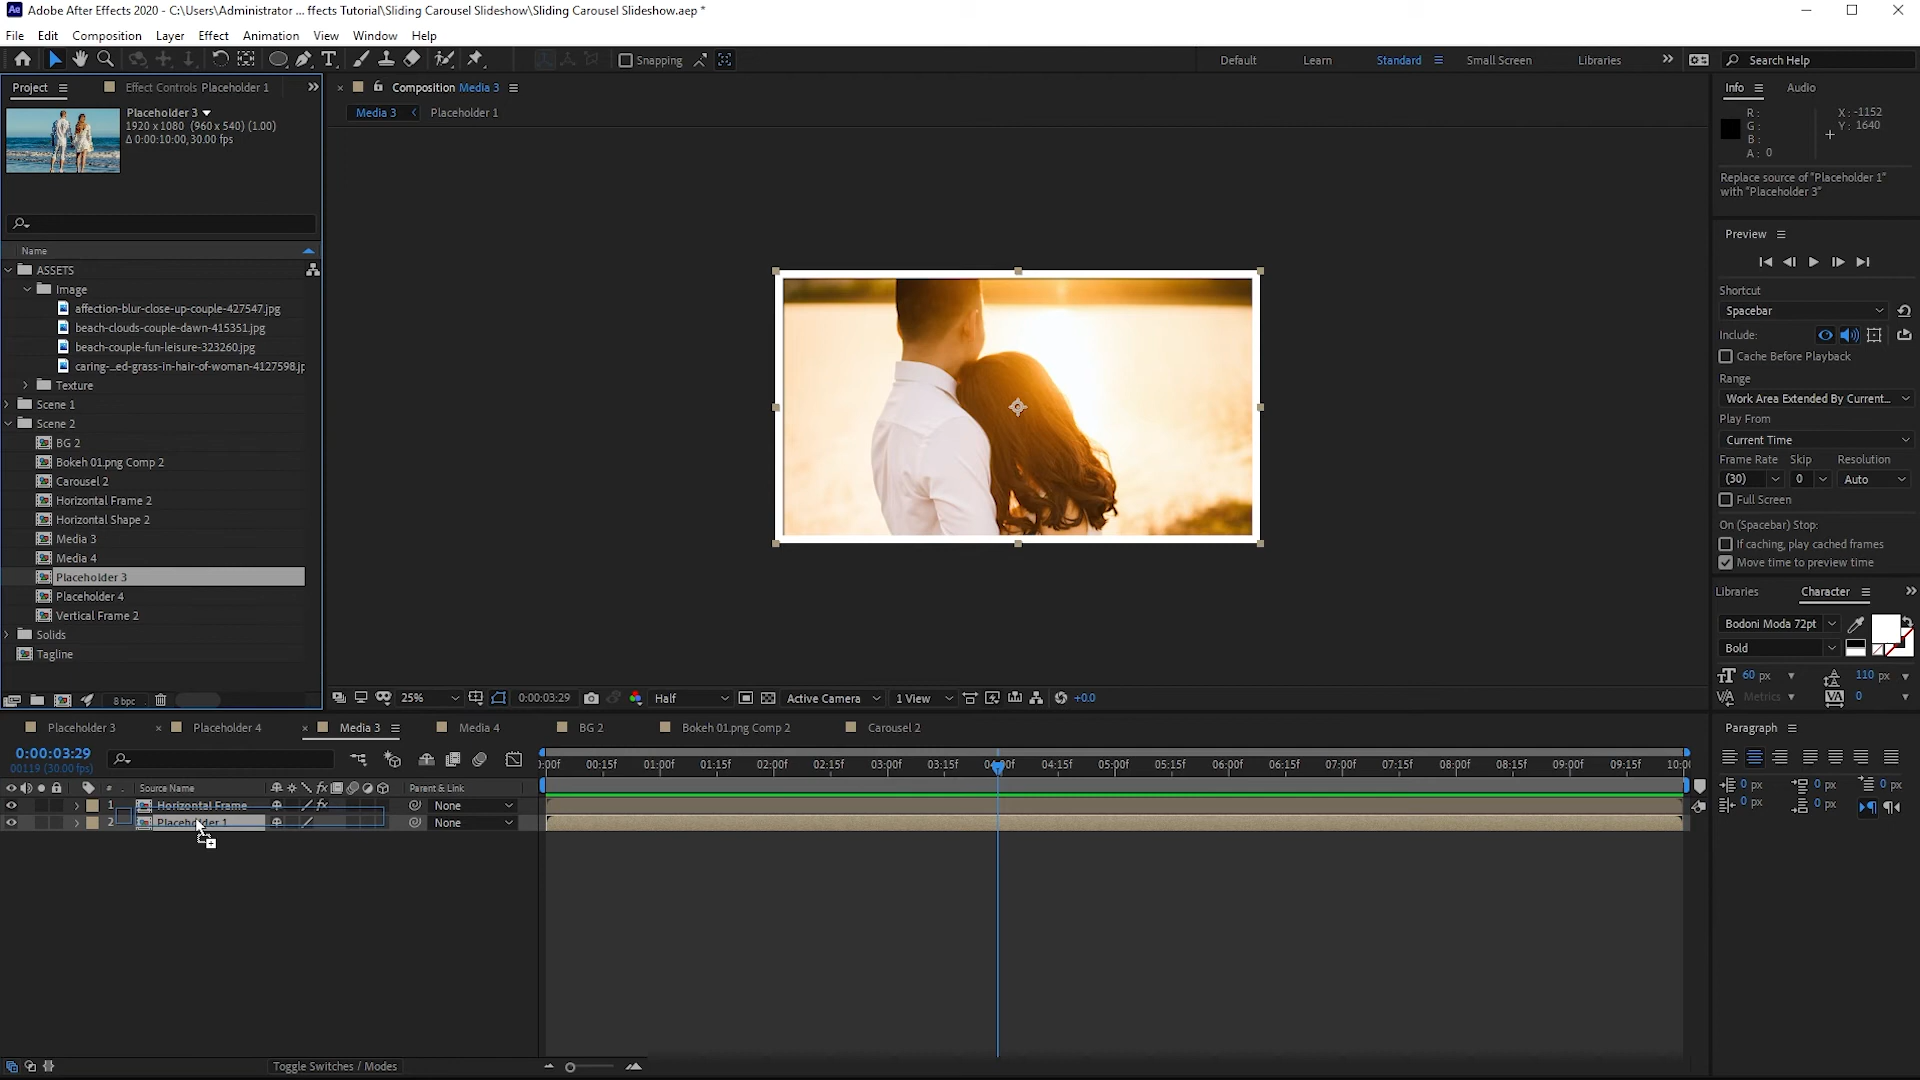 Adobe After Effects 2020 - C:\Users\Administrator ... ffects Tutorial\Sliding Carousel Slideshow\Sliding Carousel Slideshow.aep *
File Edit Composition Layer Effect Animation View Window Help
Snapping
Default Learn Standard Small Screen Libraries Search Help
Project Effect Controls Placeholder 1
Composition Media 3
Info Audio
Placeholder 3
1920 x 1080 (960 x 540) (1.00)
Δ 0:00:10:00, 30.00 fps
Media 3 Placeholder 1
R :
G :
B :
A : 0
X: -1152
Y: 1640
Replace source of "Placeholder 1"
with "Placeholder 3"
Preview
Shortcut
Spacebar
Include:
Cache Before Playback
Range
Work Area Extended By Current...
Play From
Current Time
Frame Rate Skip Resolution
(30) 0 Auto
Full Screen
On (Spacebar) Stop:
If caching, play cached frames
Move time to preview time
Name
ASSETS
Image
affection-blur-close-up-couple-427547.jpg
beach-clouds-couple-dawn-415351.jpg
beach-couple-fun-leisure-323260.jpg
caring-_ed-grass-in-hair-of-woman-4127598.jp
Texture
Scene 1
Scene 2
BG 2
Bokeh 01.png Comp 2
Carousel 2
Horizontal Frame 2
Horizontal Shape 2
Media 3
Media 4
Placeholder 3
Placeholder 4
Vertical Frame 2
Solids
Tagline
8 bpc
25% 0:00:03:29 Half Active Camera 1 View +0.0
Libraries Character
Bodoni Moda 72pt
Bold
60 px 110 px
Metrics 0
Placeholder 3 Placeholder 4 Media 3 Media 4 BG 2 Bokeh 01.png Comp 2 Carousel 2
0:00:03:29
00119 (30.00 fps)
:00f 00:15f 01:00f 01:15f 02:00f 02:15f 03:00f 03:15f 04:00f 04:15f 05:00f 05:15f 06:00f 06:15f 07:00f 07:15f 08:00f 08:15f 09:00f 09:15f 10:00
# Source Name fx Parent & Link
1 Horizontal Frame fx None
2 Placeholder 1 None
Toggle Switches / Modes
Paragraph
0 px 0 px 0 px
0 px 0 px